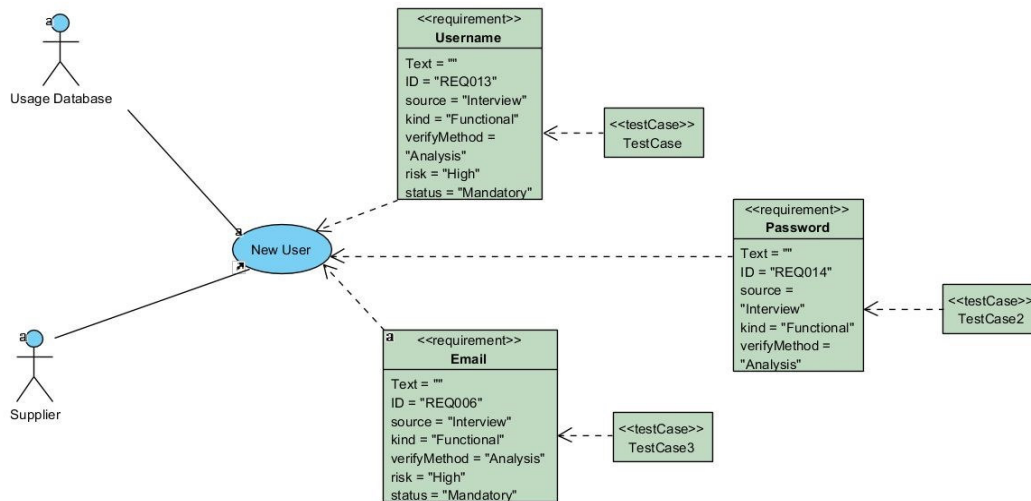 a
Usage Database
<<requirement>>
Username
Text = ""
ID = "REQ013"
source = "Interview"
kind = "Functional"
verifyMethod =
"Analysis"
risk = "High"
status = "Mandatory"
<<testCase>>
TestCase
a
New User
<<requirement>>
Password
Text = ""
ID = "REQ014"
source =
"Interview"
kind = "Functional"
verifyMethod =
"Analysis"
<<testCase>>
TestCase2
a
Supplier
a
<<requirement>>
Email
Text = ""
ID = "REQ006"
source = "Interview"
kind = "Functional"
verifyMethod = "Analysis"
risk = "High"
status = "Mandatory"
<<testCase>>
TestCase3